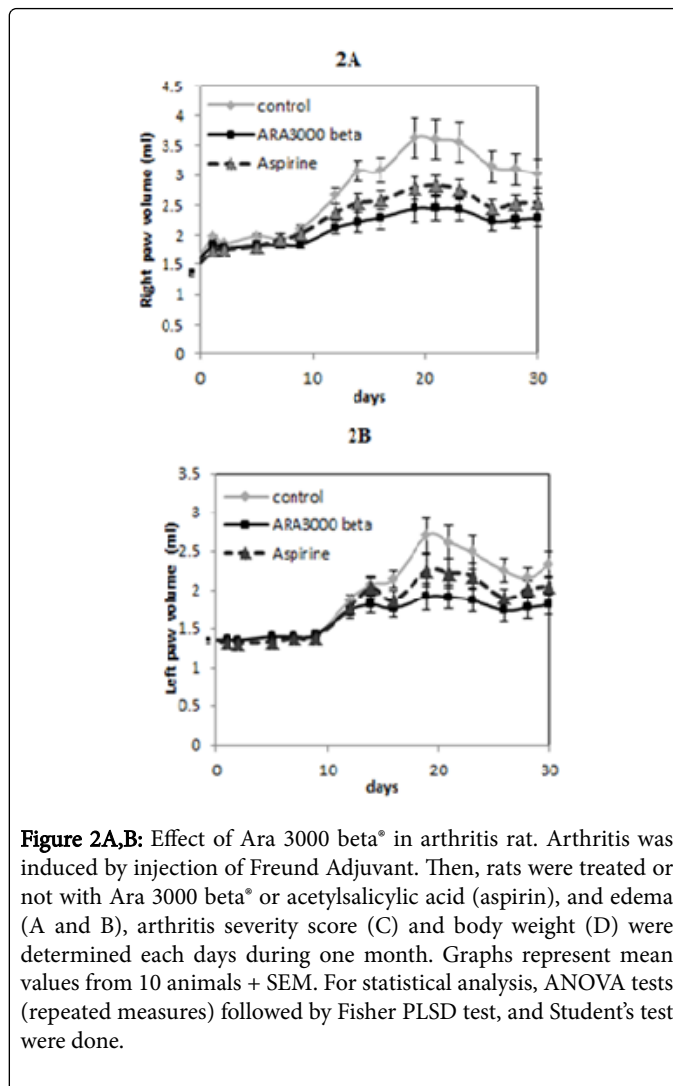 2A
4.5
4
3.5
3
2.5
2
1.5
1
0.5
0
Right paw volume (ml)
control
ARA3000 beta
Aspirine
0 10 20 30
days
2B
3.5
3
2.5
2
1.5
1
0.5
0
Left paw volume (ml)
control
ARA3000 beta
Aspirine
0 10 20 30
days
Figure 2A,B: Effect of Ara 3000 beta® in arthritis rat. Arthritis was
induced by injection of Freund Adjuvant. Then, rats were treated or
not with Ara 3000 beta® or acetylsalicylic acid (aspirin), and edema
(A and B), arthritis severity score (C) and body weight (D) were
determined each days during one month. Graphs represent mean
values from 10 animals + SEM. For statistical analysis, ANOVA tests
(repeated measures) followed by Fisher PLSD test, and Student's test
were done.